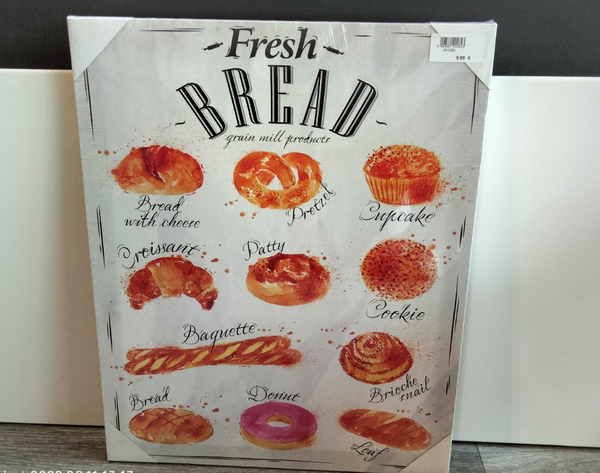 Fresh
BREAD
grain mill products
Bread
with cheese
Pretzel
Cupcake
Croissant
Patty
Cookie
Baguette
Brioche
snail
Bread
Donut
Loaf